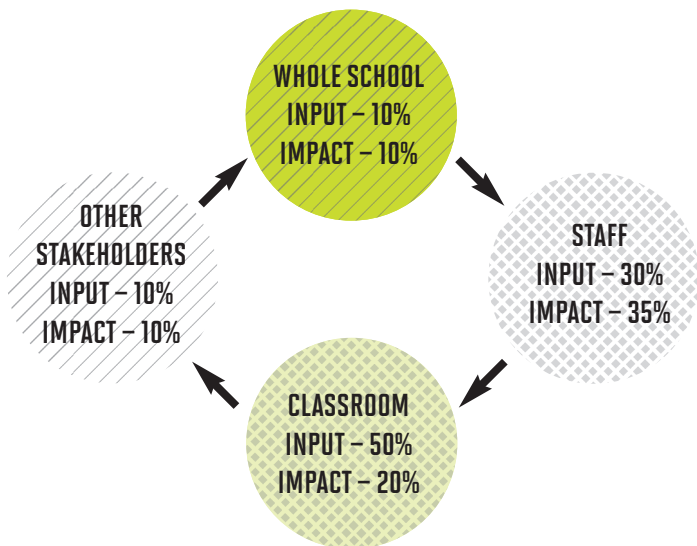 WHOLE SCHOOL
INPUT – 10%
IMPACT – 10%
STAFF
INPUT – 30%
IMPACT – 35%
CLASSROOM
INPUT – 50%
IMPACT – 20%
OTHER
STAKEHOLDERS
INPUT – 10%
IMPACT – 10%